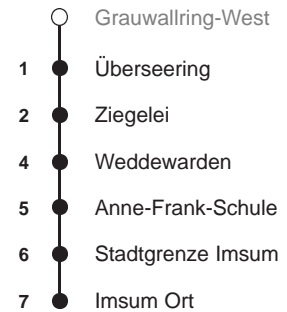 Grauwallring-West
1 Überseering
2 Ziegelei
4 Weddewarden
5 Anne-Frank-Schule
6 Stadtgrenze Imsum
7 Imsum Ort